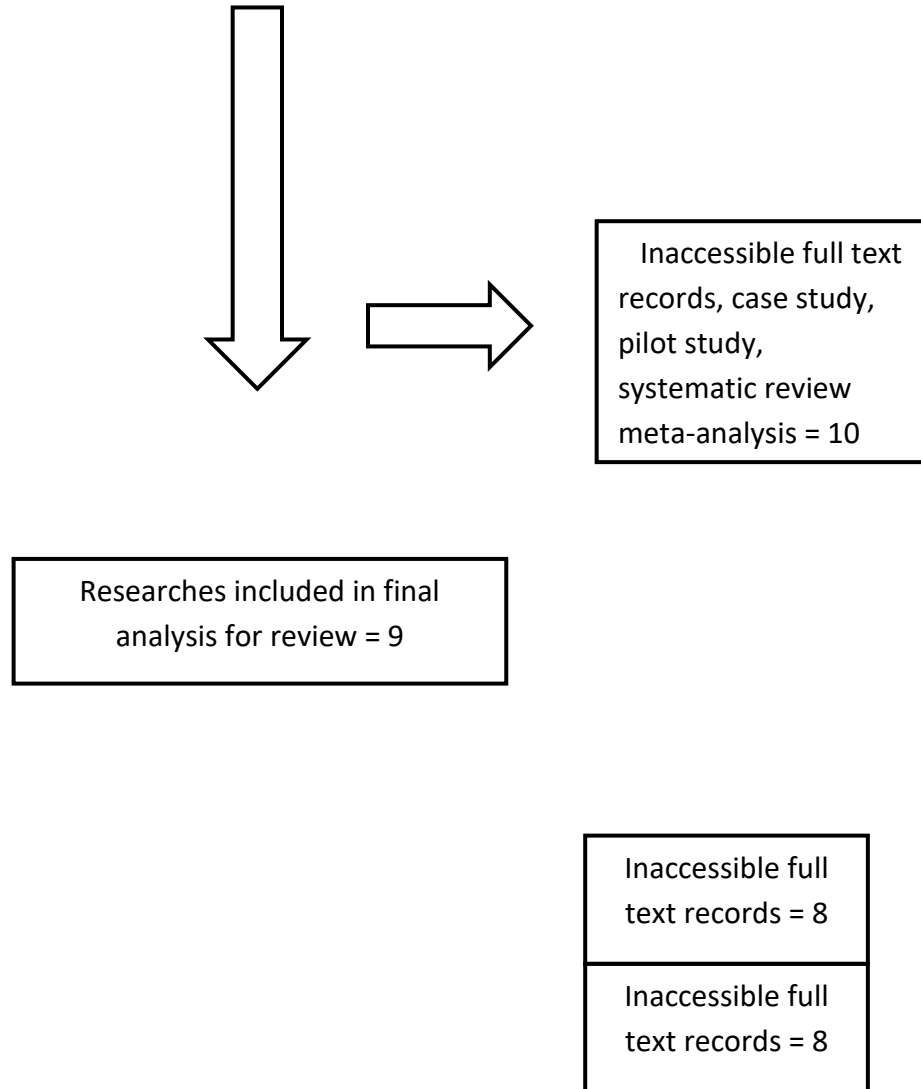 Inaccessible full text
records, case study,
pilot study,
systematic review
meta-analysis = 10
Researches included in final
analysis for review = 9
Inaccessible full
text records = 8
Inaccessible full
text records = 8